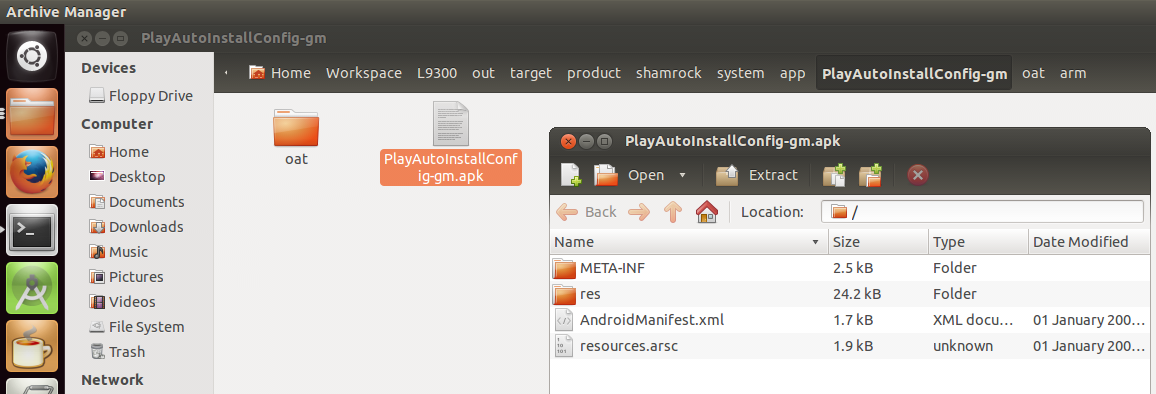 Archive Manager
PlayAutoInstallConfig-gm
Devices
Floppy Drive
Computer
Home
Desktop
Documents
Downloads
Music
Pictures
Videos
File System
Trash
Network
Home Workspace L9300 out target product shamrock system app PlayAutoInstallConfig-gm oat arm
oat
PlayAutoInstallConf
ig-gm.apk
PlayAutoInstallConfig-gm.apk
Open Extract
Back Location: /
Name Size Type Date Modified
META-INF 2.5 kB Folder
res 24.2 kB Folder
AndroidManifest.xml 1.7 kB XML docu... 01 January 200...
resources.arsc 1.9 kB unknown 01 January 200...